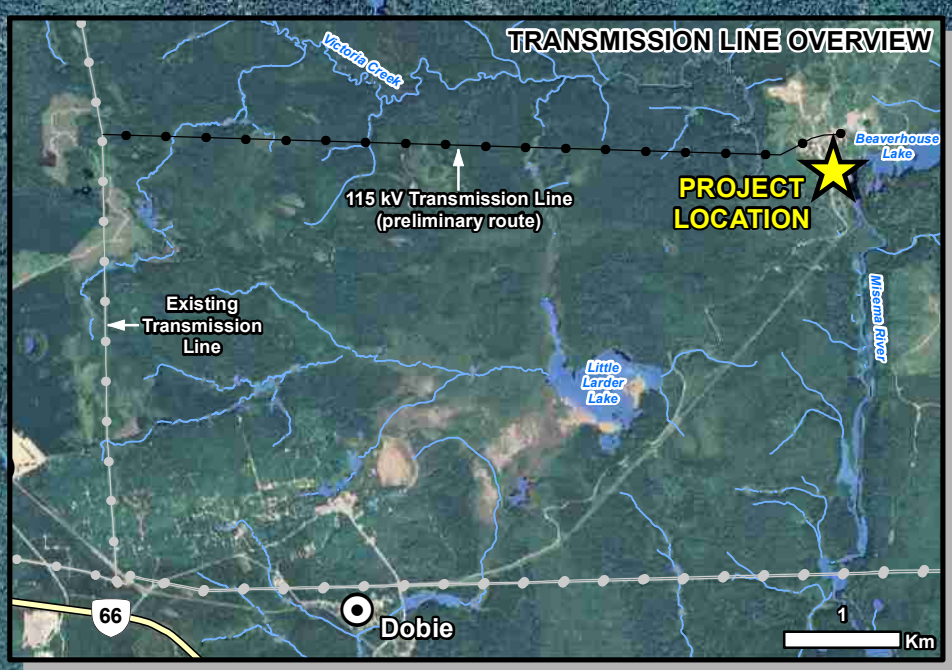 TRANSMISSION LINE OVERVIEW
Victoria Creek
Beaverhouse
Lake
115 kV Transmission Line
(preliminary route)
PROJECT
LOCATION
Existing
Transmission
Line
Misema River
Little
Larder
Lake
66
Dobie
1
Km